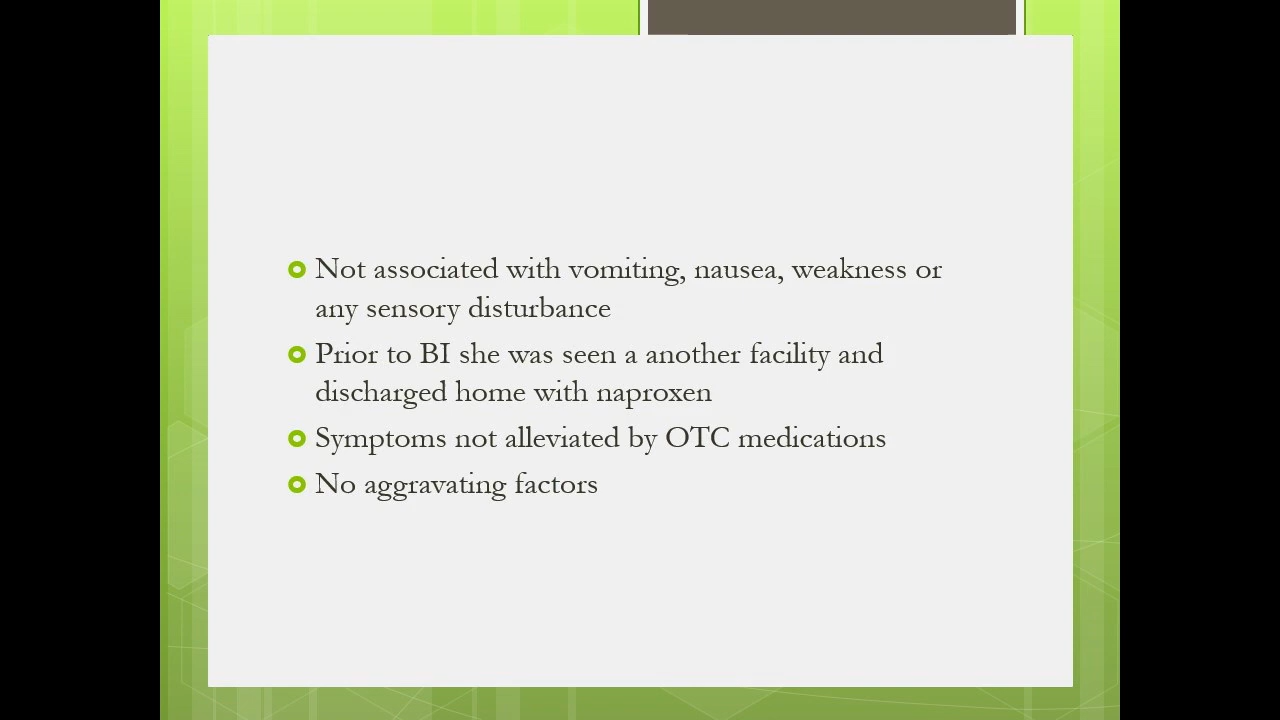 Not associated with vomiting, nausea, weakness or
any sensory disturbance
Prior to BI she was seen a another facility and
discharged home with naproxen
Symptoms not alleviated by OTC medications
No aggravating factors